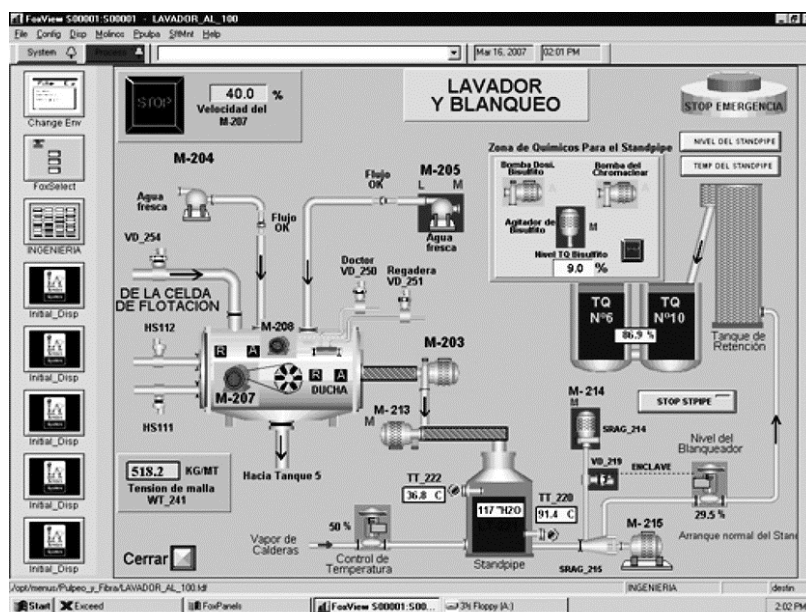 FoxView S00001:S00001 - LAVADOR_AL_100
File Config Disp Molinos Ppulpa SftMnt Help
System
Process
Mar 16, 2007
02:01 PM
Change Env
FoxSelect
INGENIERIA
Initial_Disp
Initial_Disp
Initial_Disp
Initial_Disp
Initial_Disp
STOP
40.0 %
Velocidad del
M-207
LAVADOR
Y BLANQUEO
STOP EMERGENCIA
NIVEL DEL STANDPIPE
TEMP DEL STANDPIPE
Zona de Químicos Para el Standpipe
Bomba Dosi.
Bisulfito
A
Bomba del
Chromaclear
A
Agitador de
Bisulfito
M
Nivel TQ Bisulfito
9.0 %
M-204
Agua
fresca
Flujo
OK
M-205
L M
Flujo
OK
Agua
fresca
VD_254
DE LA CELDA
DE FLOTACION
Doctor
VD_250
Regadera
VD_251
HS112
M-208
R A
R A
M-207
DUCHA
M-203
HS111
Hacia Tanque 5
M-213
M
TQ
Nº6
TQ
Nº10
86.9 %
Tanque de
Retención
STOP STPIPE
M-214
M
SRAG_214
VD_219
ENCLAVE
Nivel del
Blanqueador
29.5 %
518.2 KG/MT
Tension de malla
WT_241
TT_222
36.8 C
117 "H2O
TT_220
91.4 C
Vapor de
Calderas
50 %
Control de
Temperatura
Standpipe
SRAG_215
M-215
Arranque normal del Stand
Cerrar
/opt/menus/Pulpeo_y_Fibra/LAVADOR_AL_100.fdf
INGENIERIA
destin
Start
Exceed
FoxPanels
FoxView S00001:S00...
3½ Floppy (A:)
2:02 PM